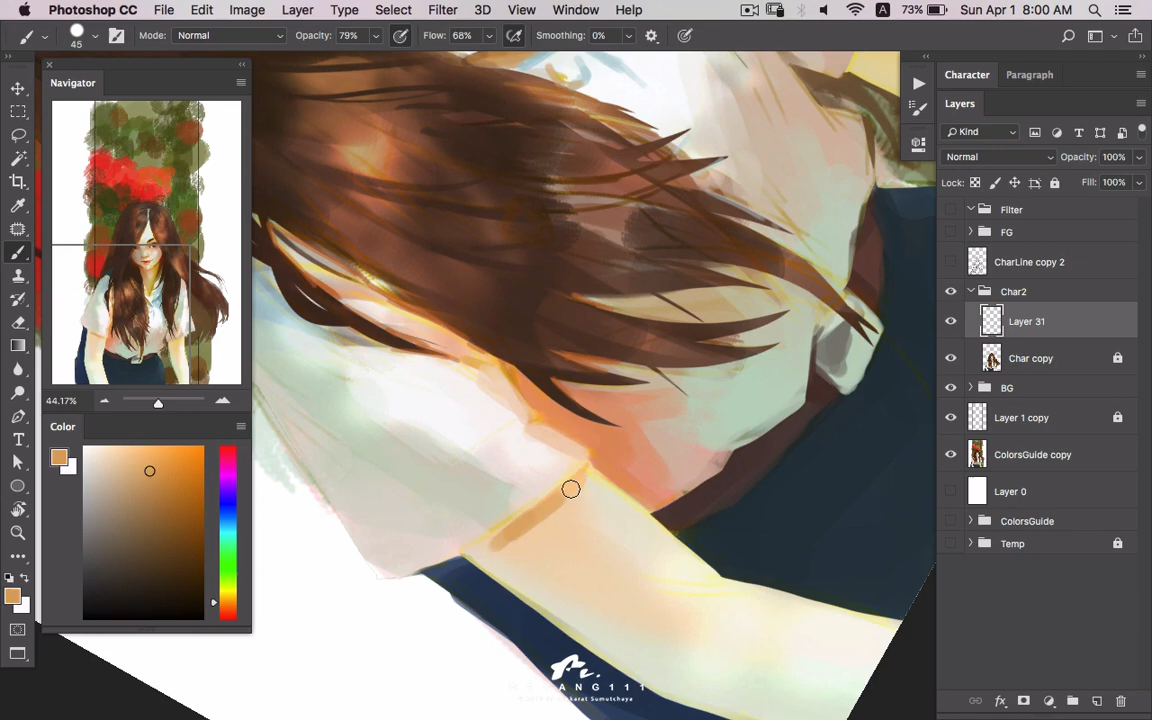 Photoshop CC File Edit Image Layer Type Select Filter 3D View Window Help A 73% Sun Apr 1 8:00 AM
45 Mode: Normal Opacity: 79% Flow: 68% Smoothing: 0%
Navigator
44.17%
Color
Character Paragraph
Layers
Kind
Normal Opacity: 100%
Lock: Fill: 100%
Filter
FG
CharLine copy 2
Char2
Layer 31
Char copy
BG
Layer 1 copy
ColorsGuide copy
Layer 0
ColorsGuide
Temp